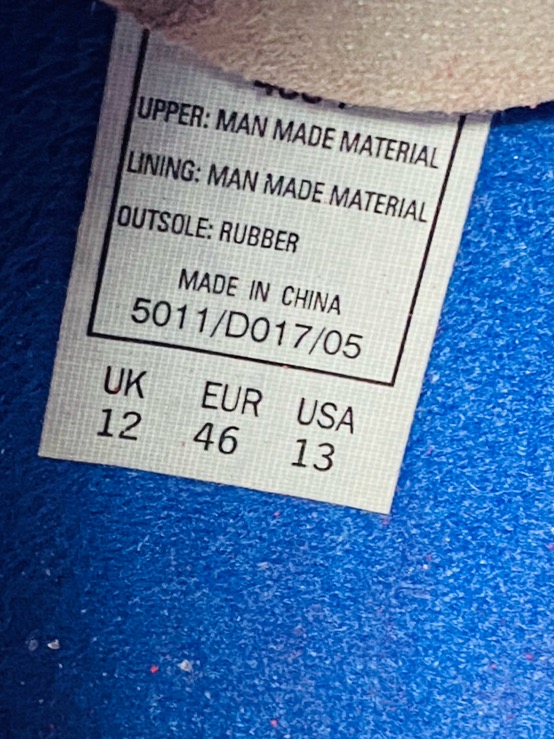 UPPER: MAN MADE MATERIAL
LINING: MAN MADE MATERIAL
OUTSOLE: RUBBER
MADE IN CHINA
5011/D017/05
UK EUR USA
12 46 13